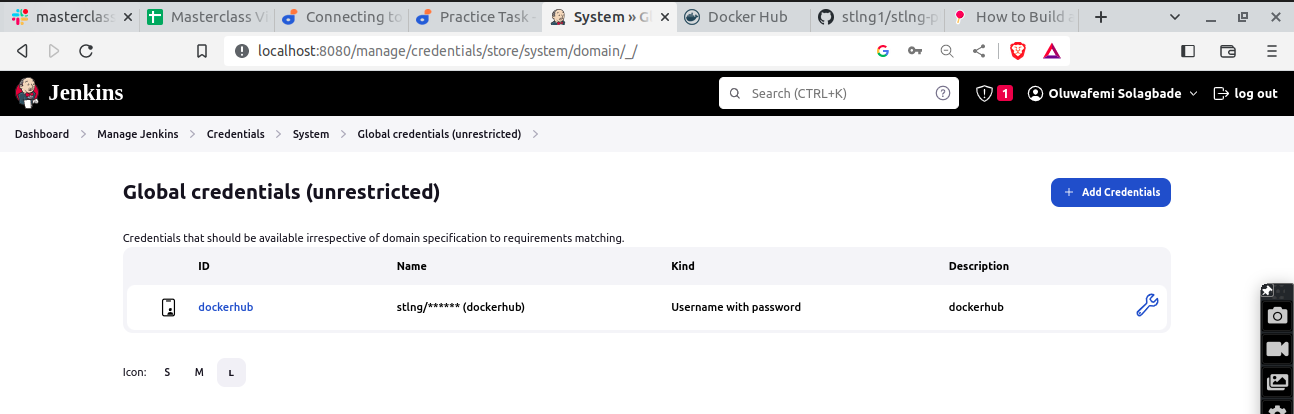 masterclass
Masterclass Vi
Connecting to
Practice Task -
System » Gl
Docker Hub
stlng1/stlng-p
How to Build a
localhost:8080/manage/credentials/store/system/domain/_/
Jenkins
Search (CTRL+K)
1
Oluwafemi Solagbade
log out
Dashboard
Manage Jenkins
Credentials
System
Global credentials (unrestricted)
Global credentials (unrestricted)
+ Add Credentials
Credentials that should be available irrespective of domain specification to requirements matching.
ID Name Kind Description
dockerhub stlng/****** (dockerhub) Username with password dockerhub
Icon: S M L